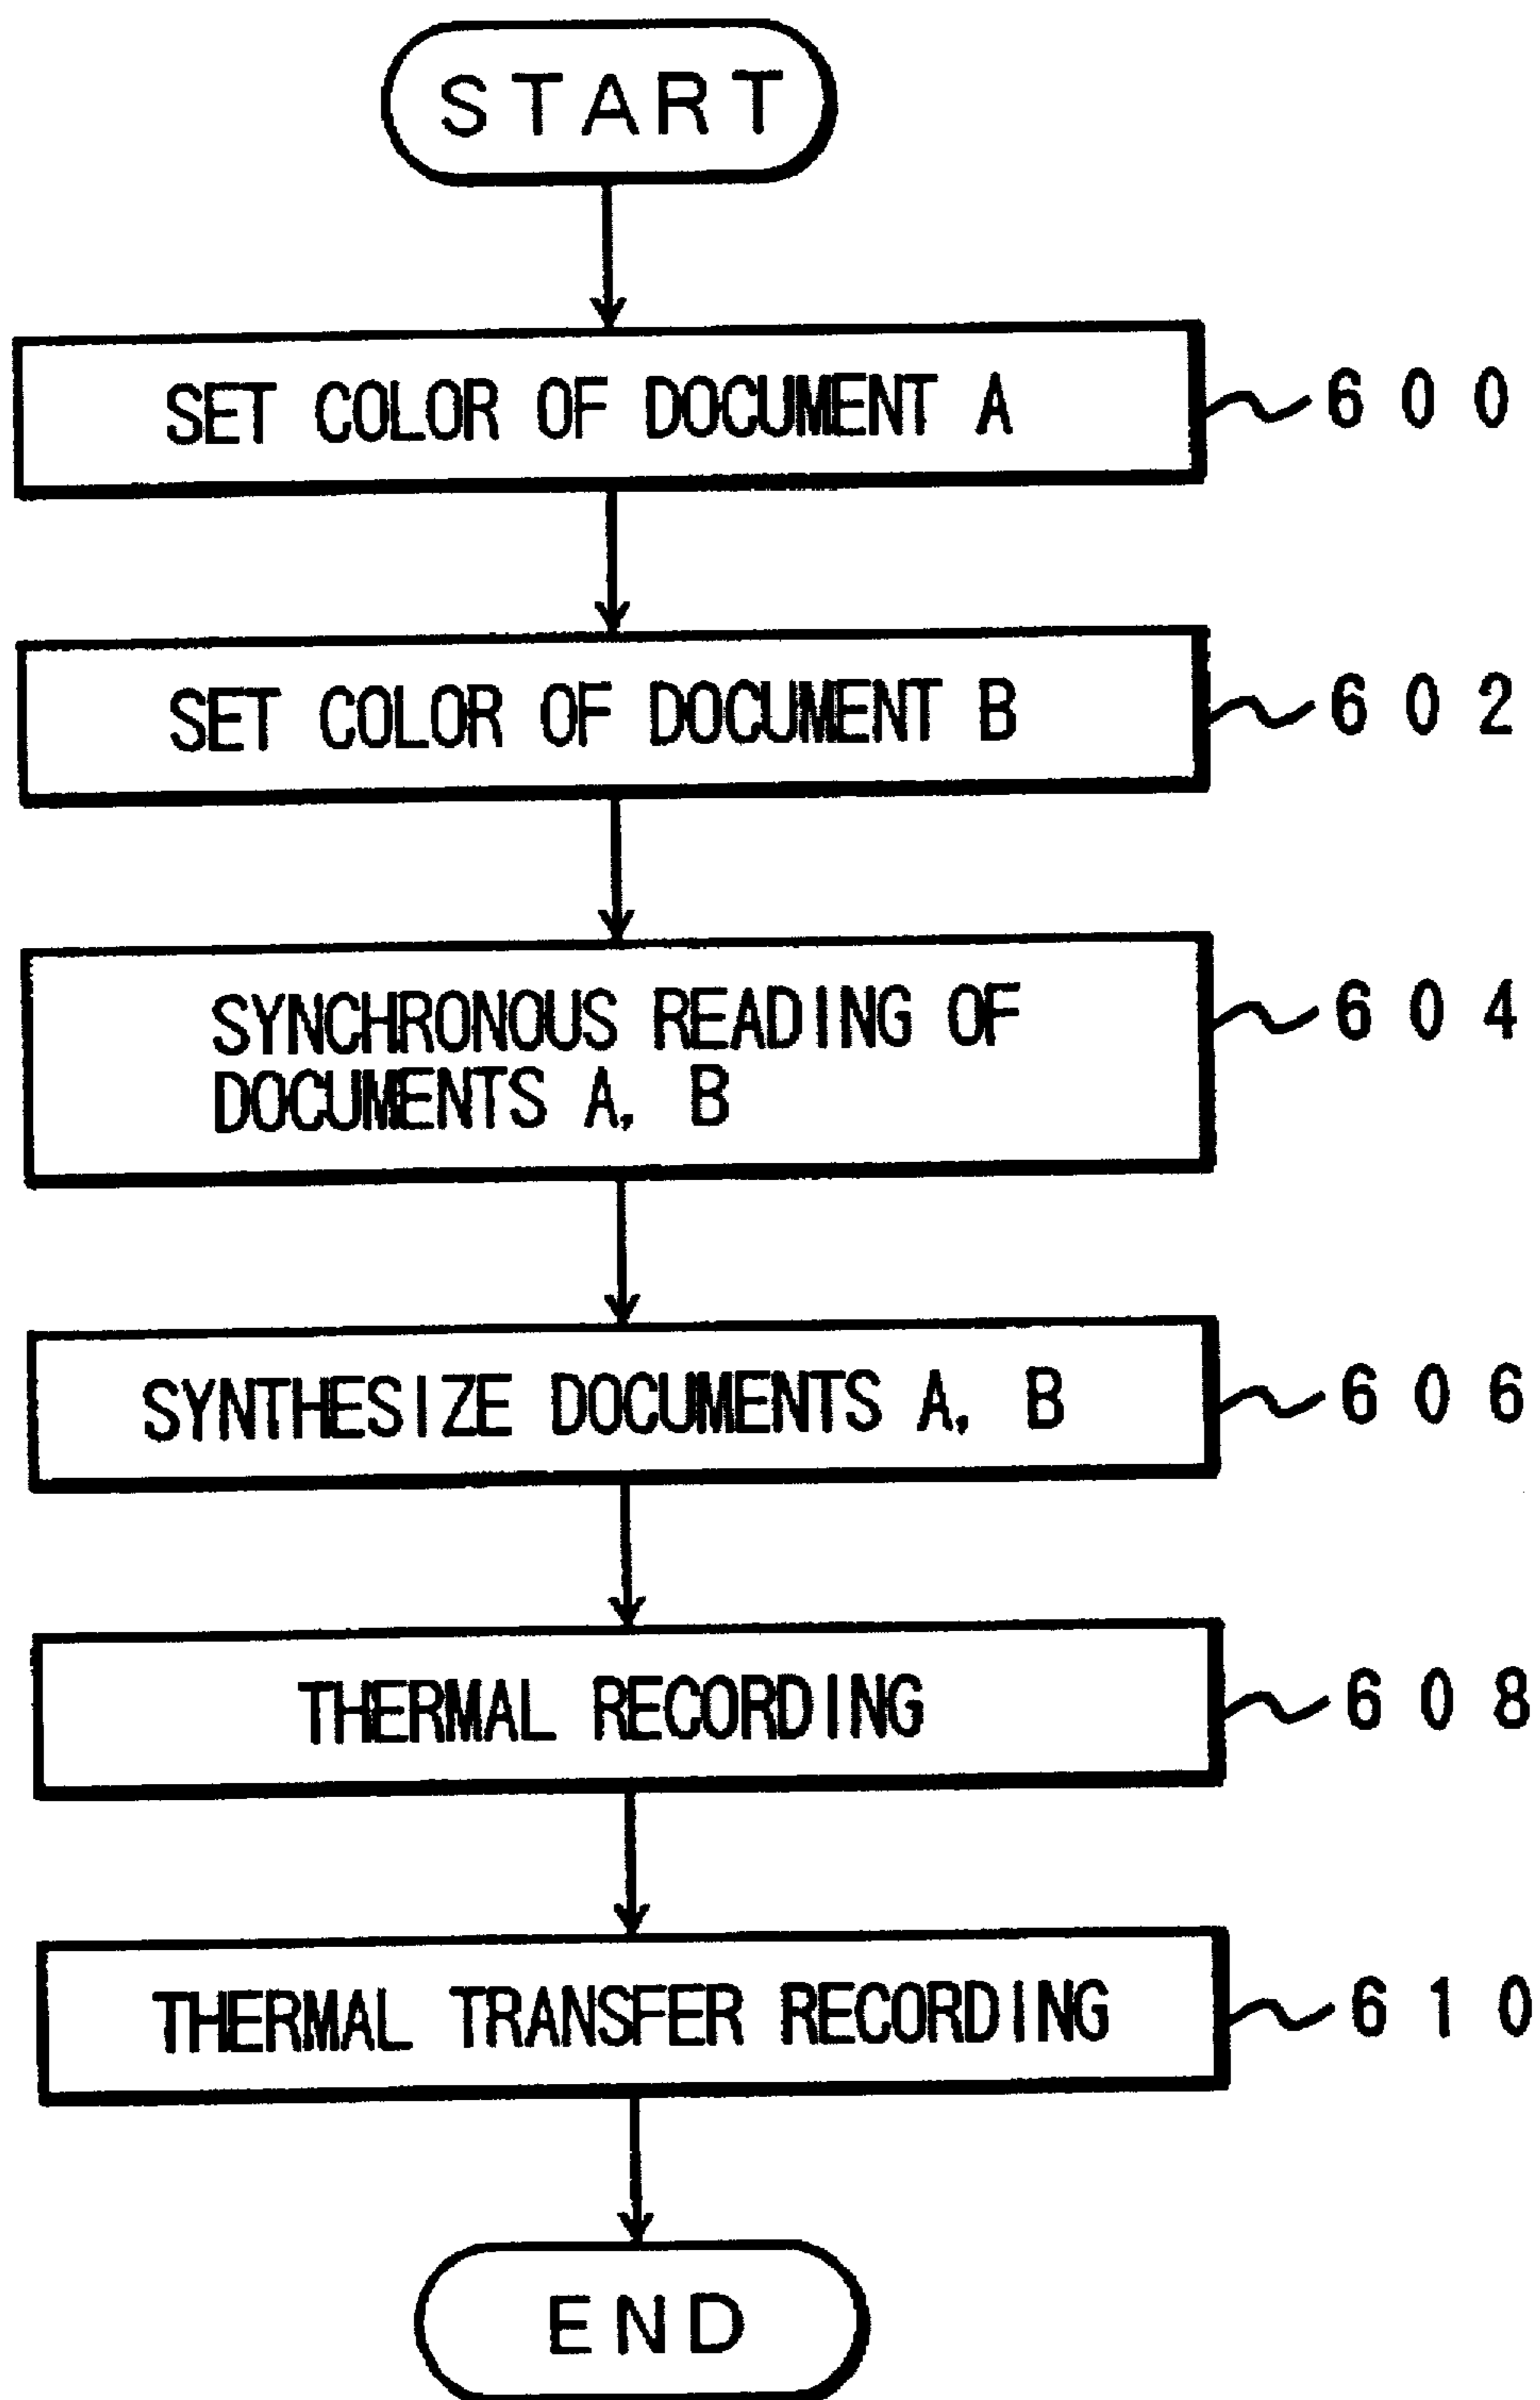 START
SET COLOR OF DOCUMENT A
600
SET COLOR OF DOCUMENT B
602
SYNCHRONOUS READING OF
DOCUMENTS A, B
604
SYNTHESIZE DOCUMENTS A, B
606
THERMAL RECORDING
608
THERMAL TRANSFER RECORDING
610
END